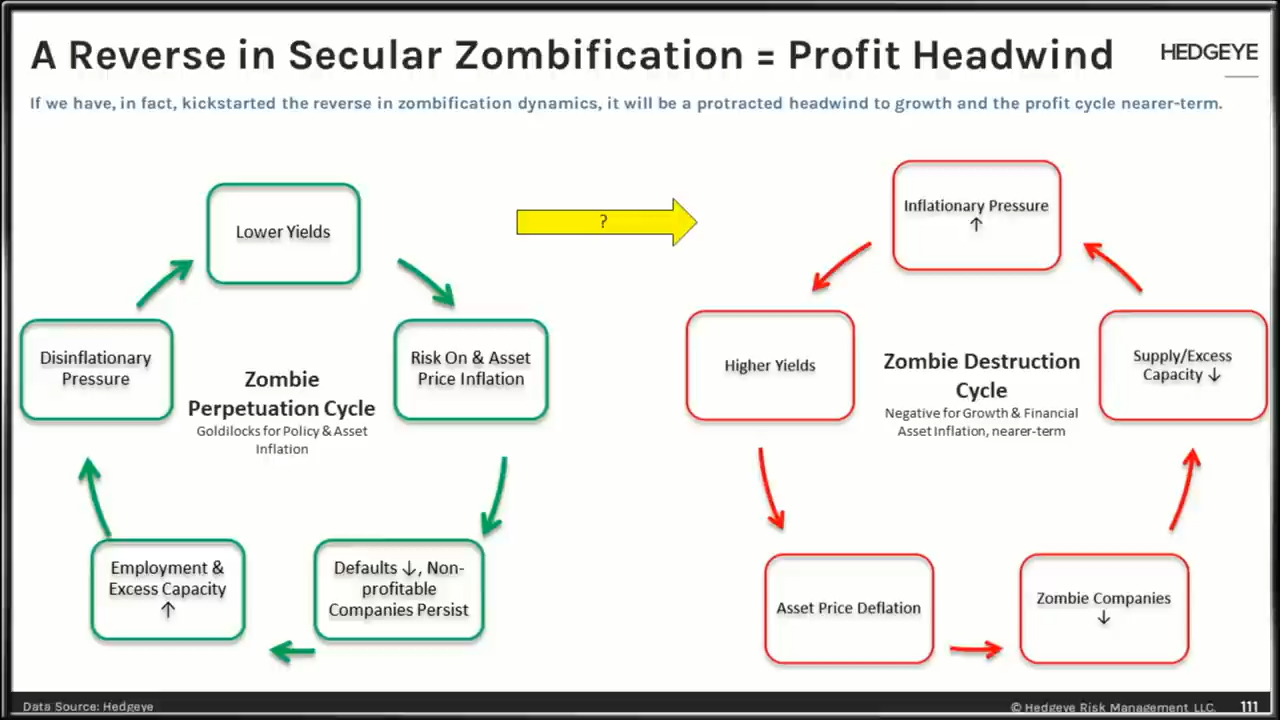 A Reverse in Secular Zombification = Profit Headwind
HEDGEYE
If we have, in fact, kickstarted the reverse in zombification dynamics, it will be a protracted headwind to growth and the profit cycle nearer-term.
Lower Yields
Risk On & Asset
Price Inflation
Defaults ↓, Non-
profitable
Companies Persist
Employment &
Excess Capacity
↑
Disinflationary
Pressure
Zombie
Perpetuation Cycle
Goldilocks for Policy & Asset
Inflation
?
Inflationary Pressure
↑
Higher Yields
Asset Price Deflation
Zombie Companies
↓
Supply/Excess
Capacity ↓
Zombie Destruction
Cycle
Negative for Growth & Financial
Asset Inflation, nearer-term
Data Source: Hedgeye
© Hedgeye Risk Management LLC.
111